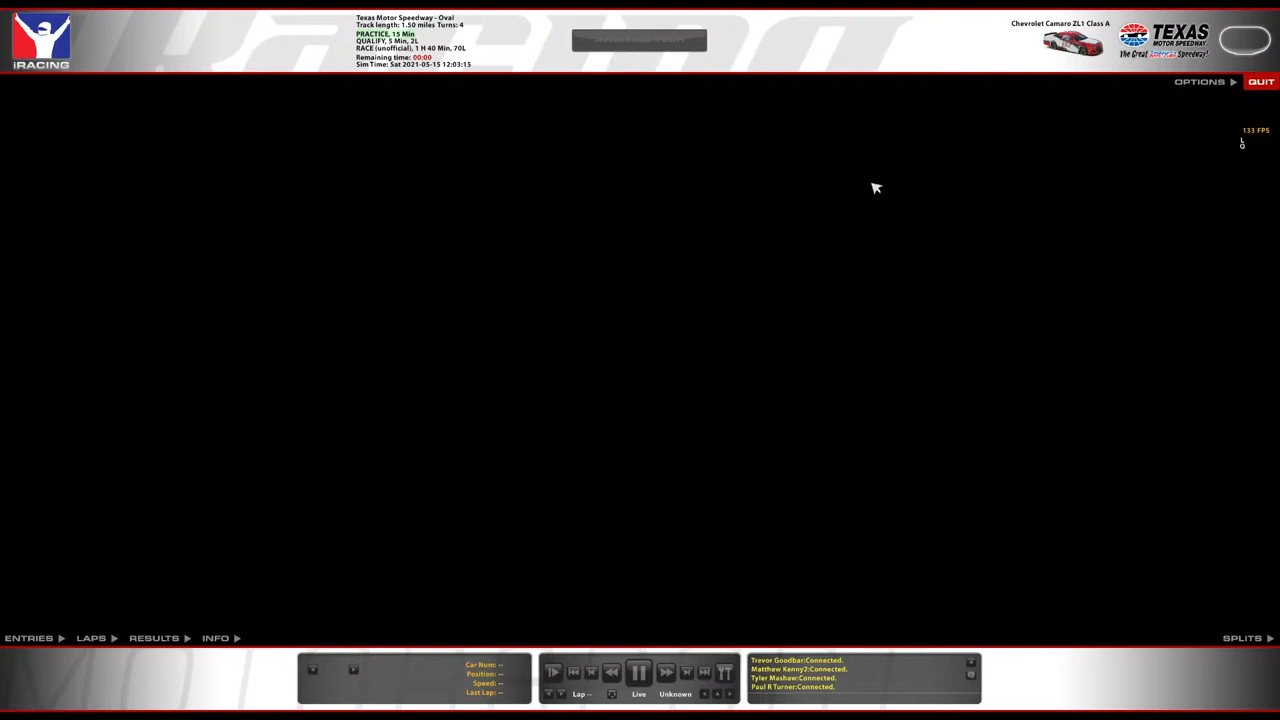 iRACING
Texas Motor Speedway - Oval
Track length: 1.50 miles Turns: 4
PRACTICE, 15 Min
QUALIFY, 5 Min, 2L
RACE (unofficial), 1 H 40 Min, 70L
Remaining time: 00:00
Sim Time: Sat 2021-05-15 12:03:15
Chevrolet Camaro ZL1 Class A
TEXAS
MOTOR SPEEDWAY
The Great American Speedway!
OPTIONS
QUIT
133 FPS
L
Q
ENTRIES
LAPS
RESULTS
INFO
SPLITS
Car Num: --
Position: --
Speed: --
Last Lap: --
Lap --
Live
Unknown
Trevor Goodbar:Connected.
Matthew Kenny2:Connected.
Tyler Mashaw:Connected.
Paul R Turner:Connected.